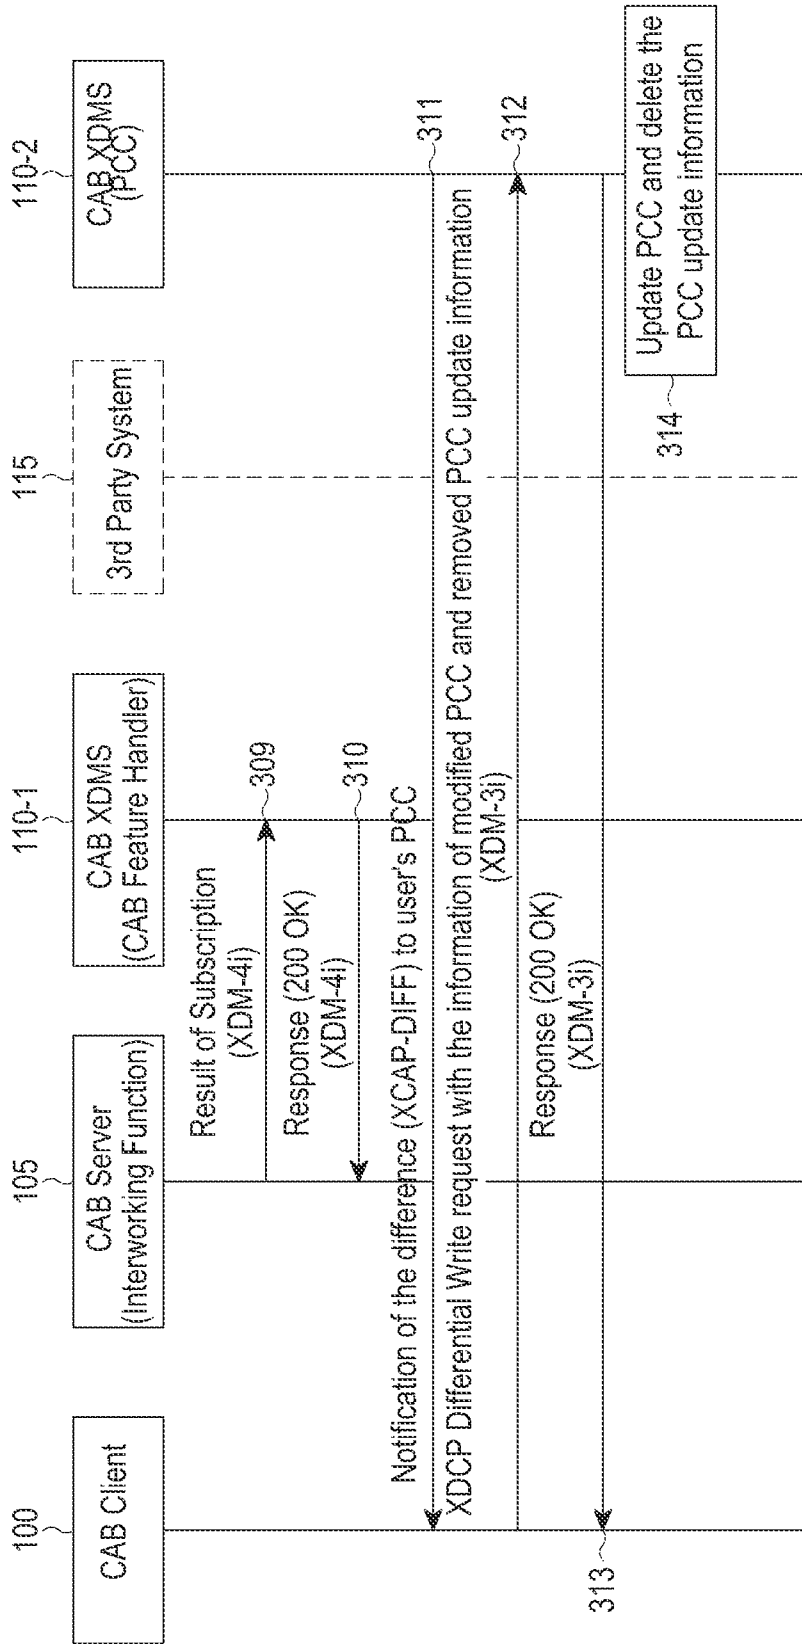 100
CAB Client
105
CAB Server
(Interworking Function)
110-1
CAB XDMS
(CAB Feature Handler)
115
3rd Party System
110-2
CAB XDMS
(PCC)
Result of Subscription
(XDM-4i)
309
Response (200 OK)
(XDM-4i)
310
Notification of the difference (XCAP-DIFF) to user's PCC
311
XDCP Differential Write request with the information of modified PCC and removed PCC update information
(XDM-3i)
312
Response (200 OK)
(XDM-3i)
313
Update PCC and delete the
PCC update information
314